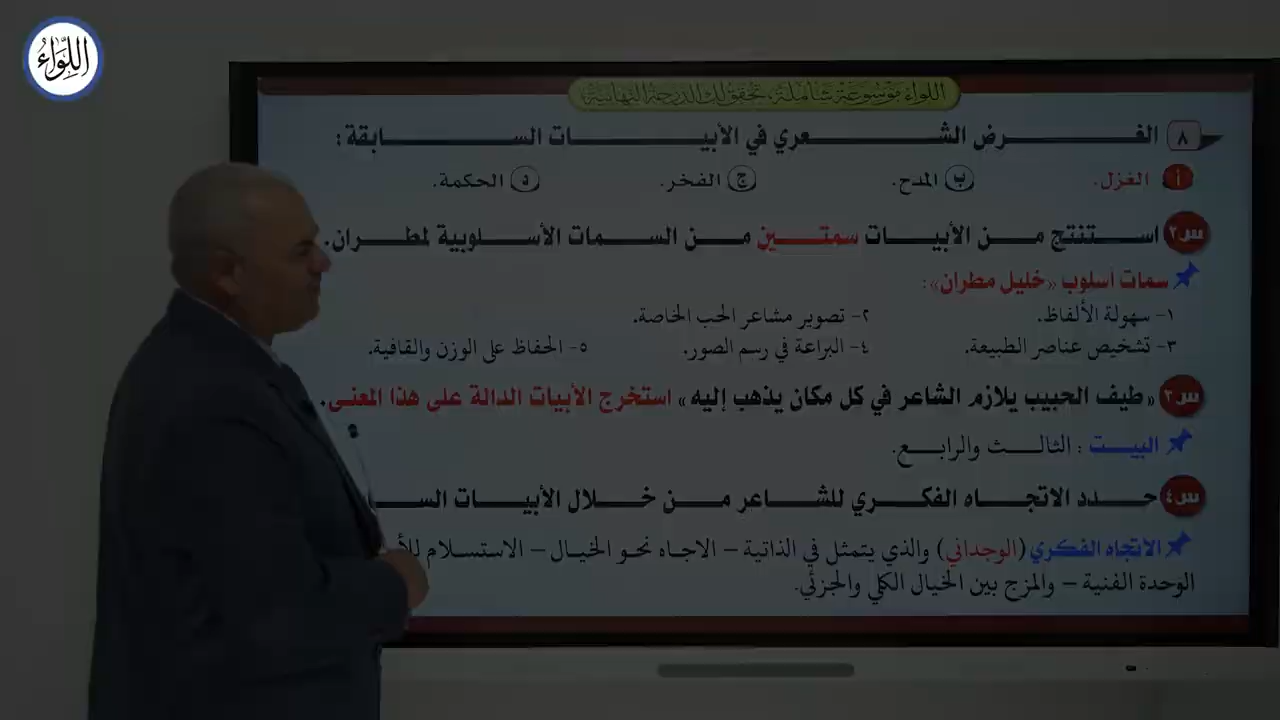 اللِّوَاءُ
اللواء موسوعة شاملة، تحقق لك الدرجة النهائية
٨ الغرض الشعري في الأبيات السابقة :
أ الغزل. ب المدح. ج الفخر. د الحكمة.
س٢ استنتج من الأبيات سمتين من السمات الأسلوبية لمطران.
سمات أسلوب «خليل مطران» :
١- سهولة الألفاظ. ٢- تصوير مشاعر الحب الخاصة.
٣- تشخيص عناصر الطبيعة. ٤- البراعة في رسم الصور. ٥- الحفاظ على الوزن والقافية.
س٣ « طيف الحبيب يلازم الشاعر في كل مكان يذهب إليه » استخرج الأبيات الدالة على هذا المعنى.
البيت : الثالث والرابع.
س٤ حدد الاتجاه الفكري للشاعر من خلال الأبيات
الاتجاه الفكري (الوجداني) والذي يتمثل في الذاتية – الاجاه نحو الخيال – الاستسلام
الوحدة الفنية – والمزج بين الخيال الكلي والجزئي.